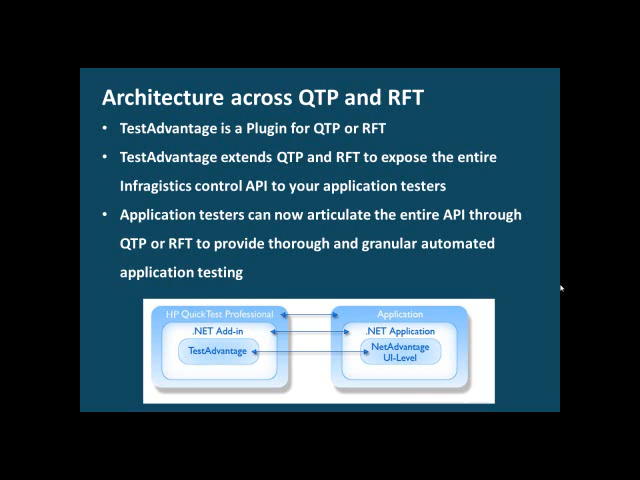 Architecture across QTP and RFT
• TestAdvantage is a Plugin for QTP or RFT
• TestAdvantage extends QTP and RFT to expose the entire
Infragistics control API to your application testers
• Application testers can now articulate the entire API through
QTP or RFT to provide thorough and granular automated
application testing
HP QuickTest Professional
.NET Add-in
TestAdvantage
Application
.NET Application
NetAdvantage
UI-Level